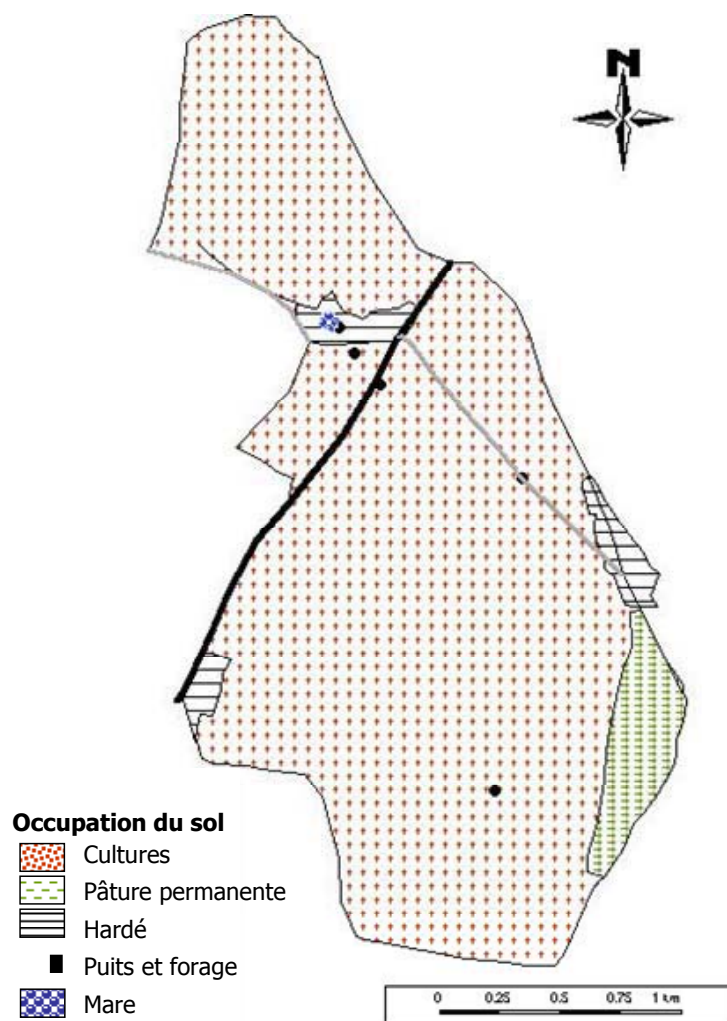 N
Occupation du sol
Cultures
Pâture permanente
Hardé
Puits et forage
Mare
0 0.25 0.5 0.75 1 km